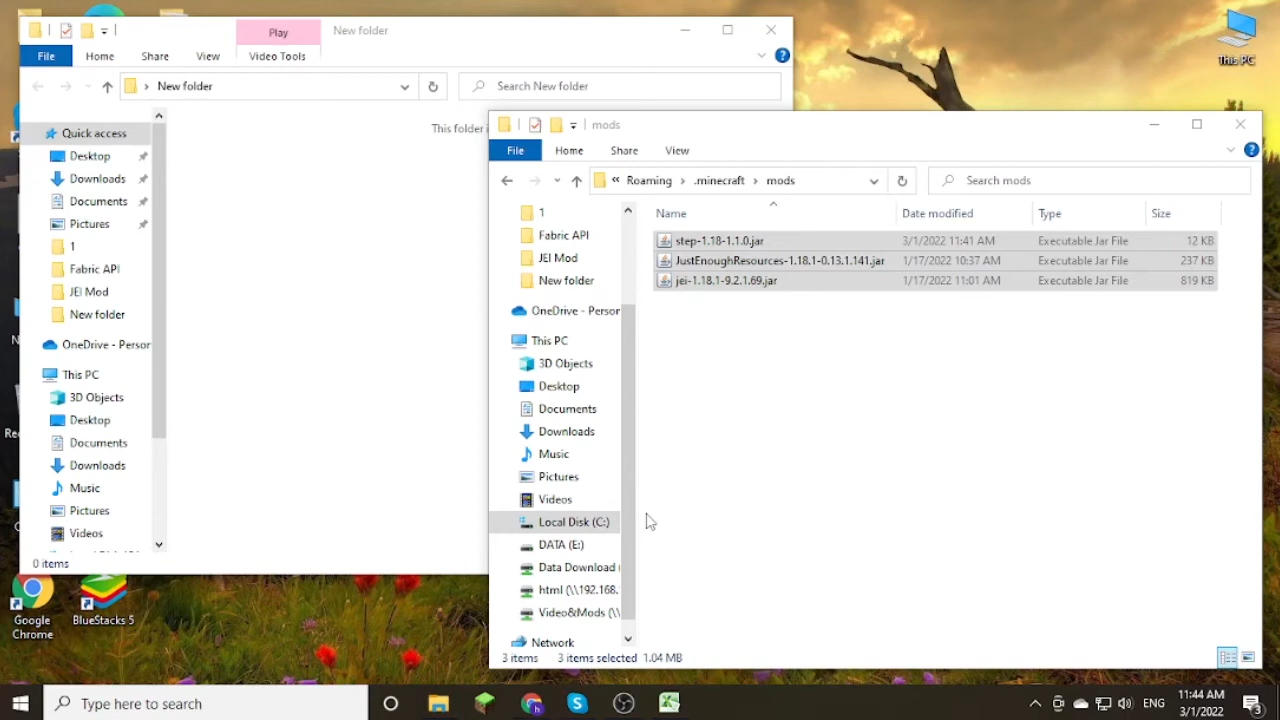 Play
New folder
File
Home
Share
View
Video Tools
New folder
Search New folder
This folder i
Quick access
Desktop
Downloads
Documents
Pictures
1
Fabric API
JEI Mod
New folder
OneDrive - Person
This PC
3D Objects
Desktop
Documents
Downloads
Music
Pictures
Videos
0 items
mods
File
Home
Share
View
« Roaming > .minecraft > mods
Search mods
1
Fabric API
JEI Mod
New folder
OneDrive - Person
This PC
3D Objects
Desktop
Documents
Downloads
Music
Pictures
Videos
Local Disk (C:)
DATA (E:)
Data Download (
html (\\192.168.
Video&Mods (\\
Network
Name Date modified Type Size
step-1.18-1.1.0.jar 3/1/2022 11:41 AM Executable Jar File 12 KB
JustEnoughResources-1.18.1-0.13.1.141.jar 1/17/2022 10:37 AM Executable Jar File 237 KB
jei-1.18.1-9.2.1.69.jar 1/17/2022 11:01 AM Executable Jar File 819 KB
3 items 3 items selected 1.04 MB
This PC
Google
Chrome
BlueStacks 5
Type here to search
ENG
11:44 AM
3/1/2022
3